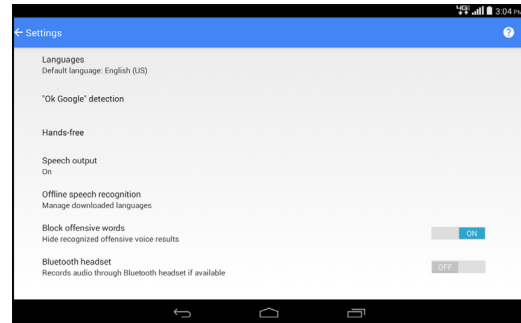 4G 3:04 PM
Settings
Languages
Default language: English (US)
"Ok Google" detection
Hands-free
Speech output
On
Offline speech recognition
Manage downloaded languages
Block offensive words
Hide recognized offensive voice results
ON
Bluetooth headset
Records audio through Bluetooth headset if available
OFF